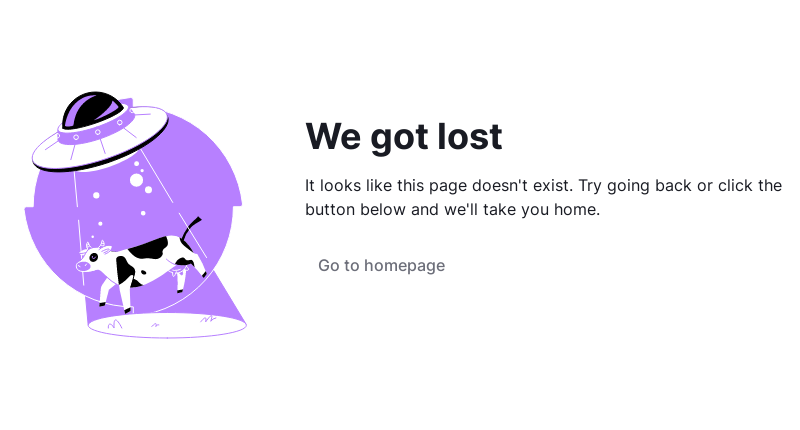 We got lost
It looks like this page doesn't exist. Try going back or click the
button below and we'll take you home.
Go to homepage